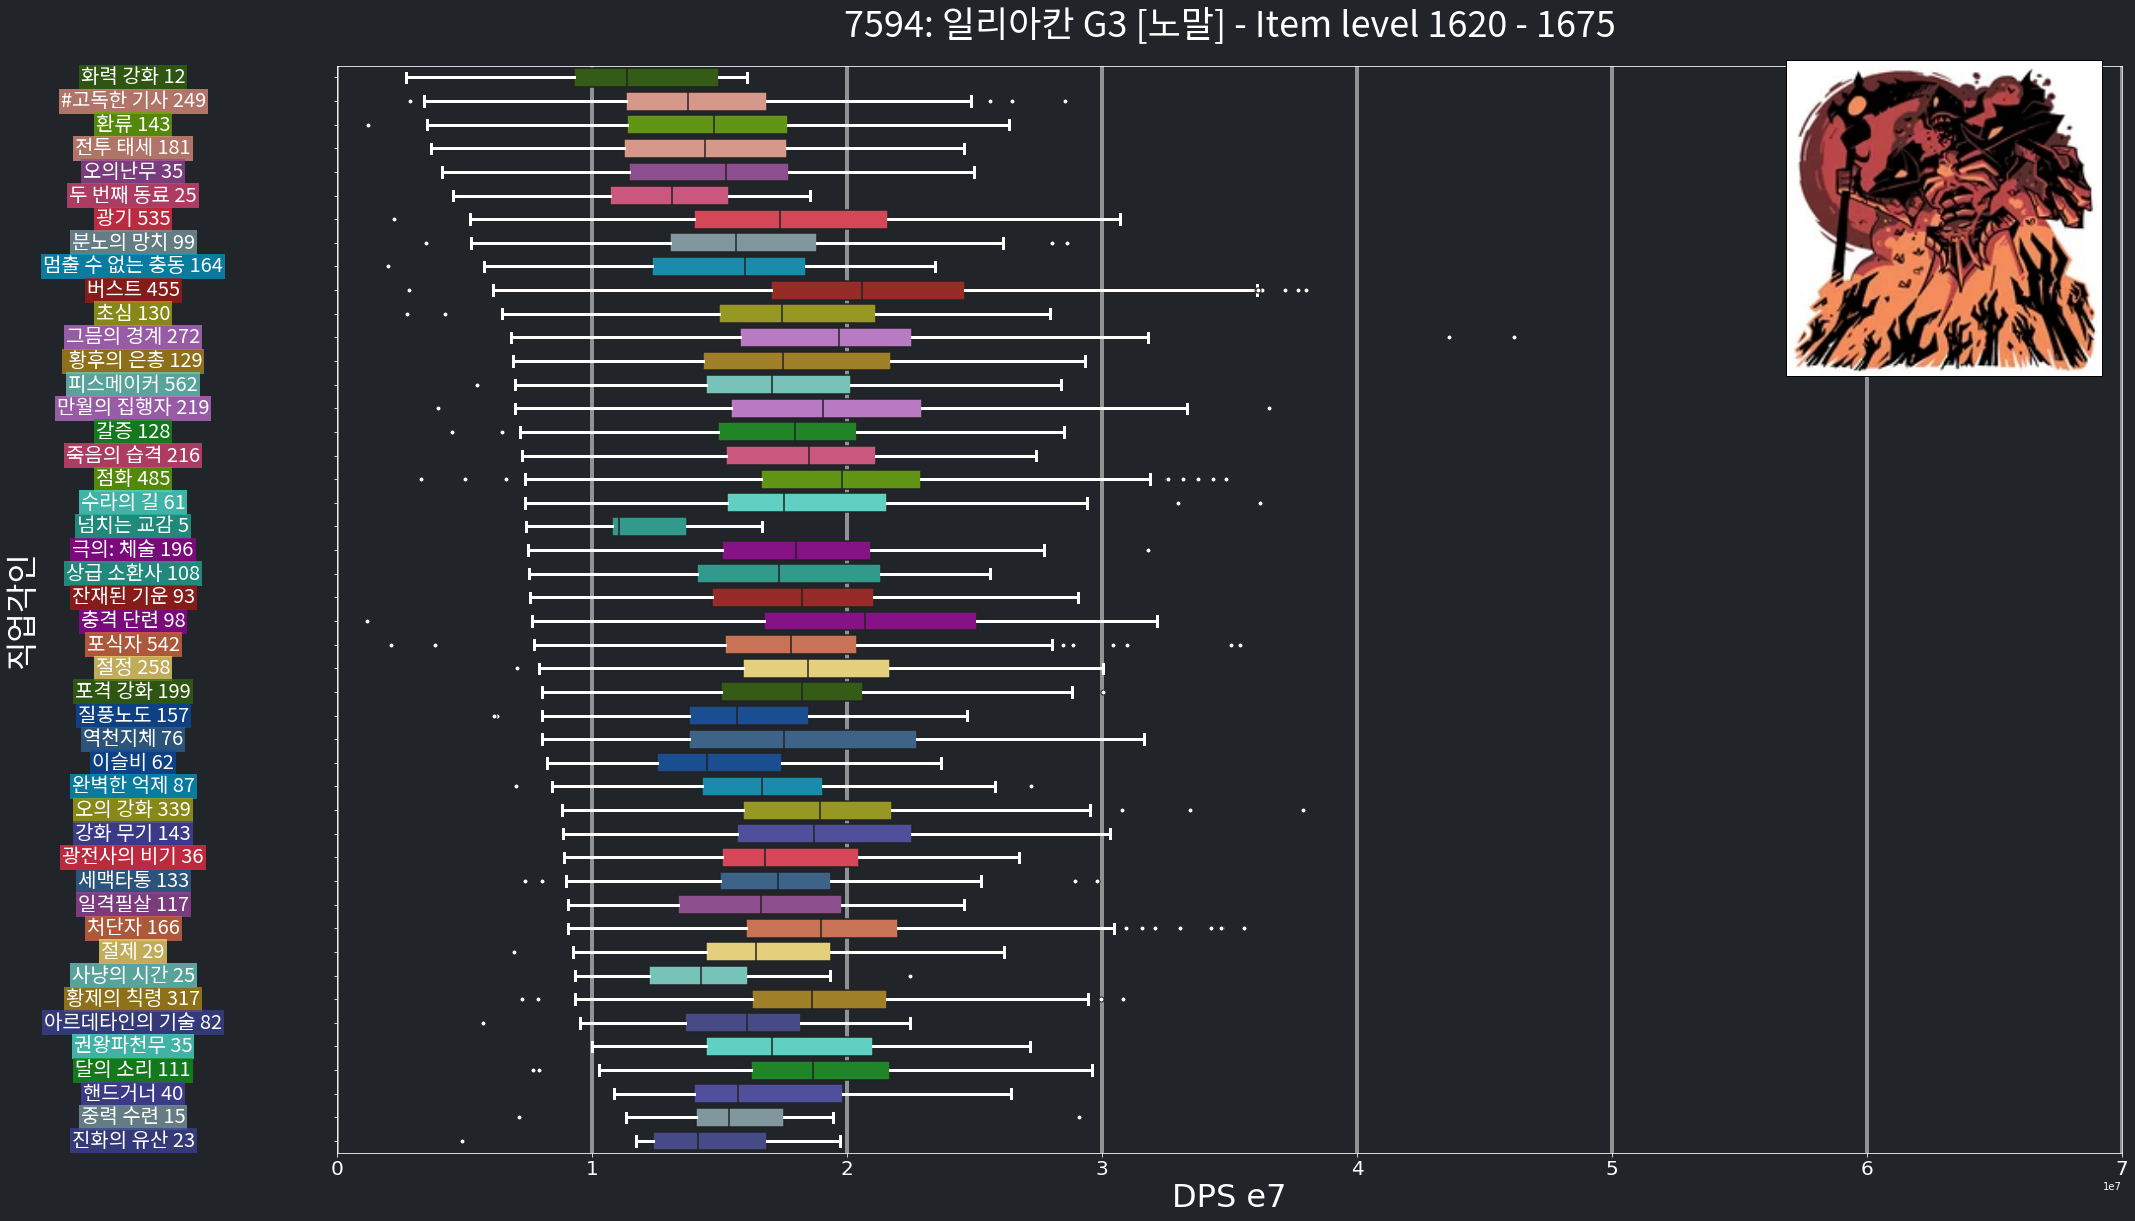 7594: 일리아칸 G3 [노말] - Item level 1620 - 1675
화력 강화 12
#고독한 기사 249
환류 143
전투 태세 181
오의난무 35
두 번째 동료 25
광기 535
분노의 망치 99
멈출 수 없는 충동 164
버스트 455
초심 130
그믐의 경계 272
황후의 은총 129
피스메이커 562
만월의 집행자 219
갈증 128
죽음의 습격 216
점화 485
수라의 길 61
넘치는 교감 5
극의: 체술 196
상급 소환사 108
잔재된 기운 93
충격 단련 98
포식자 542
절정 258
포격 강화 199
질풍노도 157
역천지체 76
이슬비 62
완벽한 억제 87
오의 강화 339
강화 무기 143
광전사의 비기 36
세맥타통 133
일격필살 117
처단자 166
절제 29
사냥의 시간 25
황제의 칙령 317
아르데타인의 기술 82
권왕파천무 35
달의 소리 111
핸드거너 40
중력 수련 15
진화의 유산 23
직업각인
0 1 2 3 4 5 6 7
DPS e7
1e7